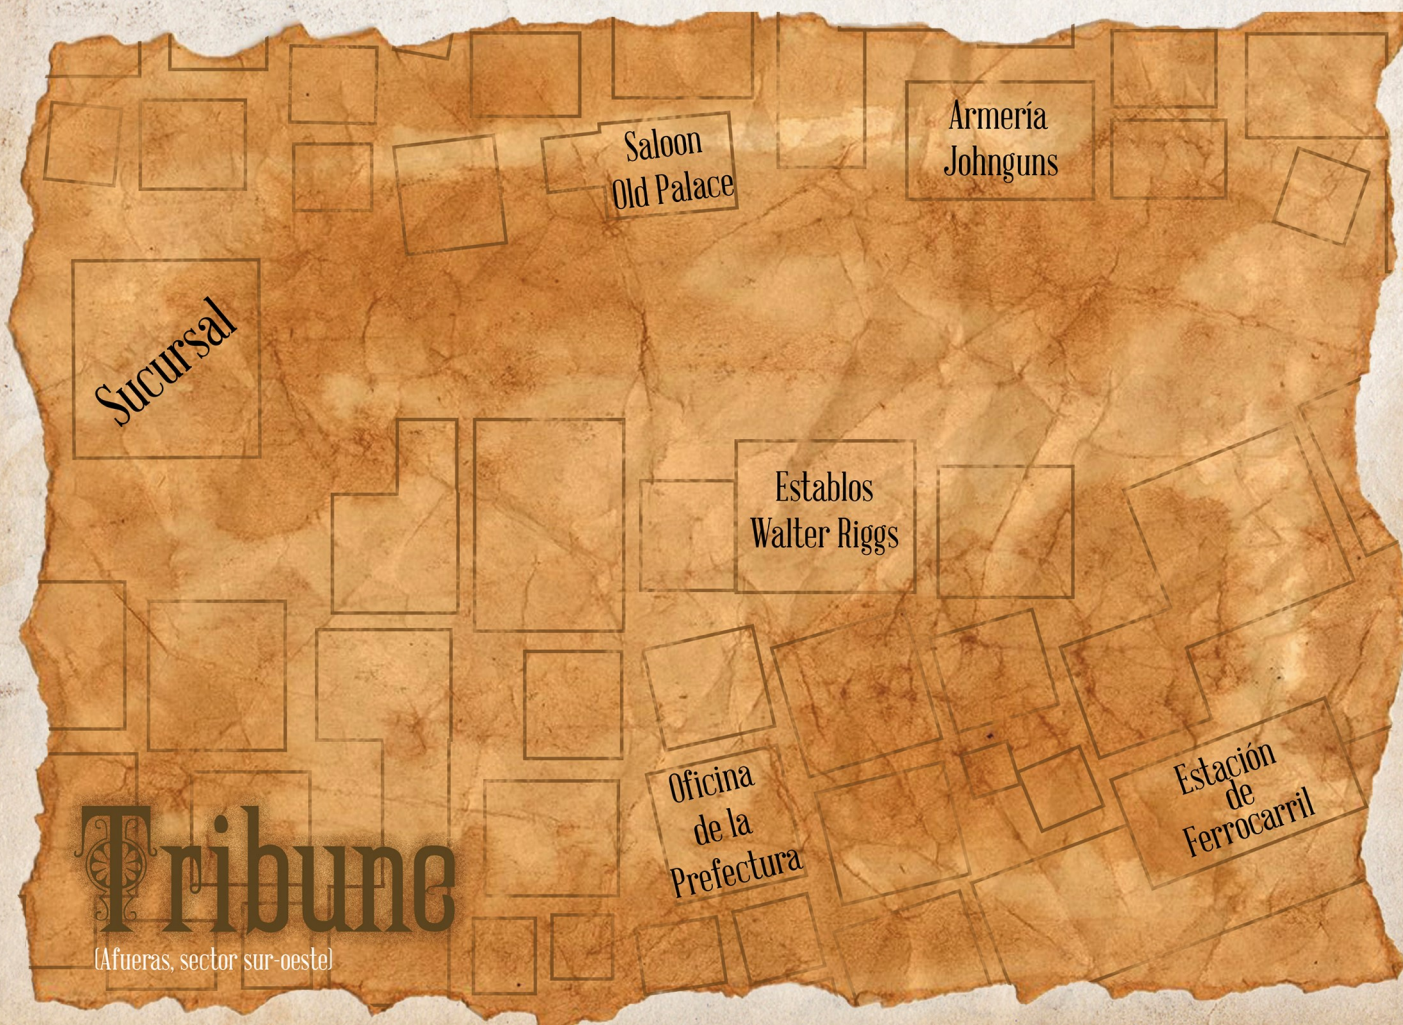 Saloon
Old Palace
Armería
Johnguns
Sucursal
Establos
Walter Riggs
Oficina
de la
Prefectura
Estación
de
Ferrocarril
Tribune
(Afueras, sector sur-oeste)